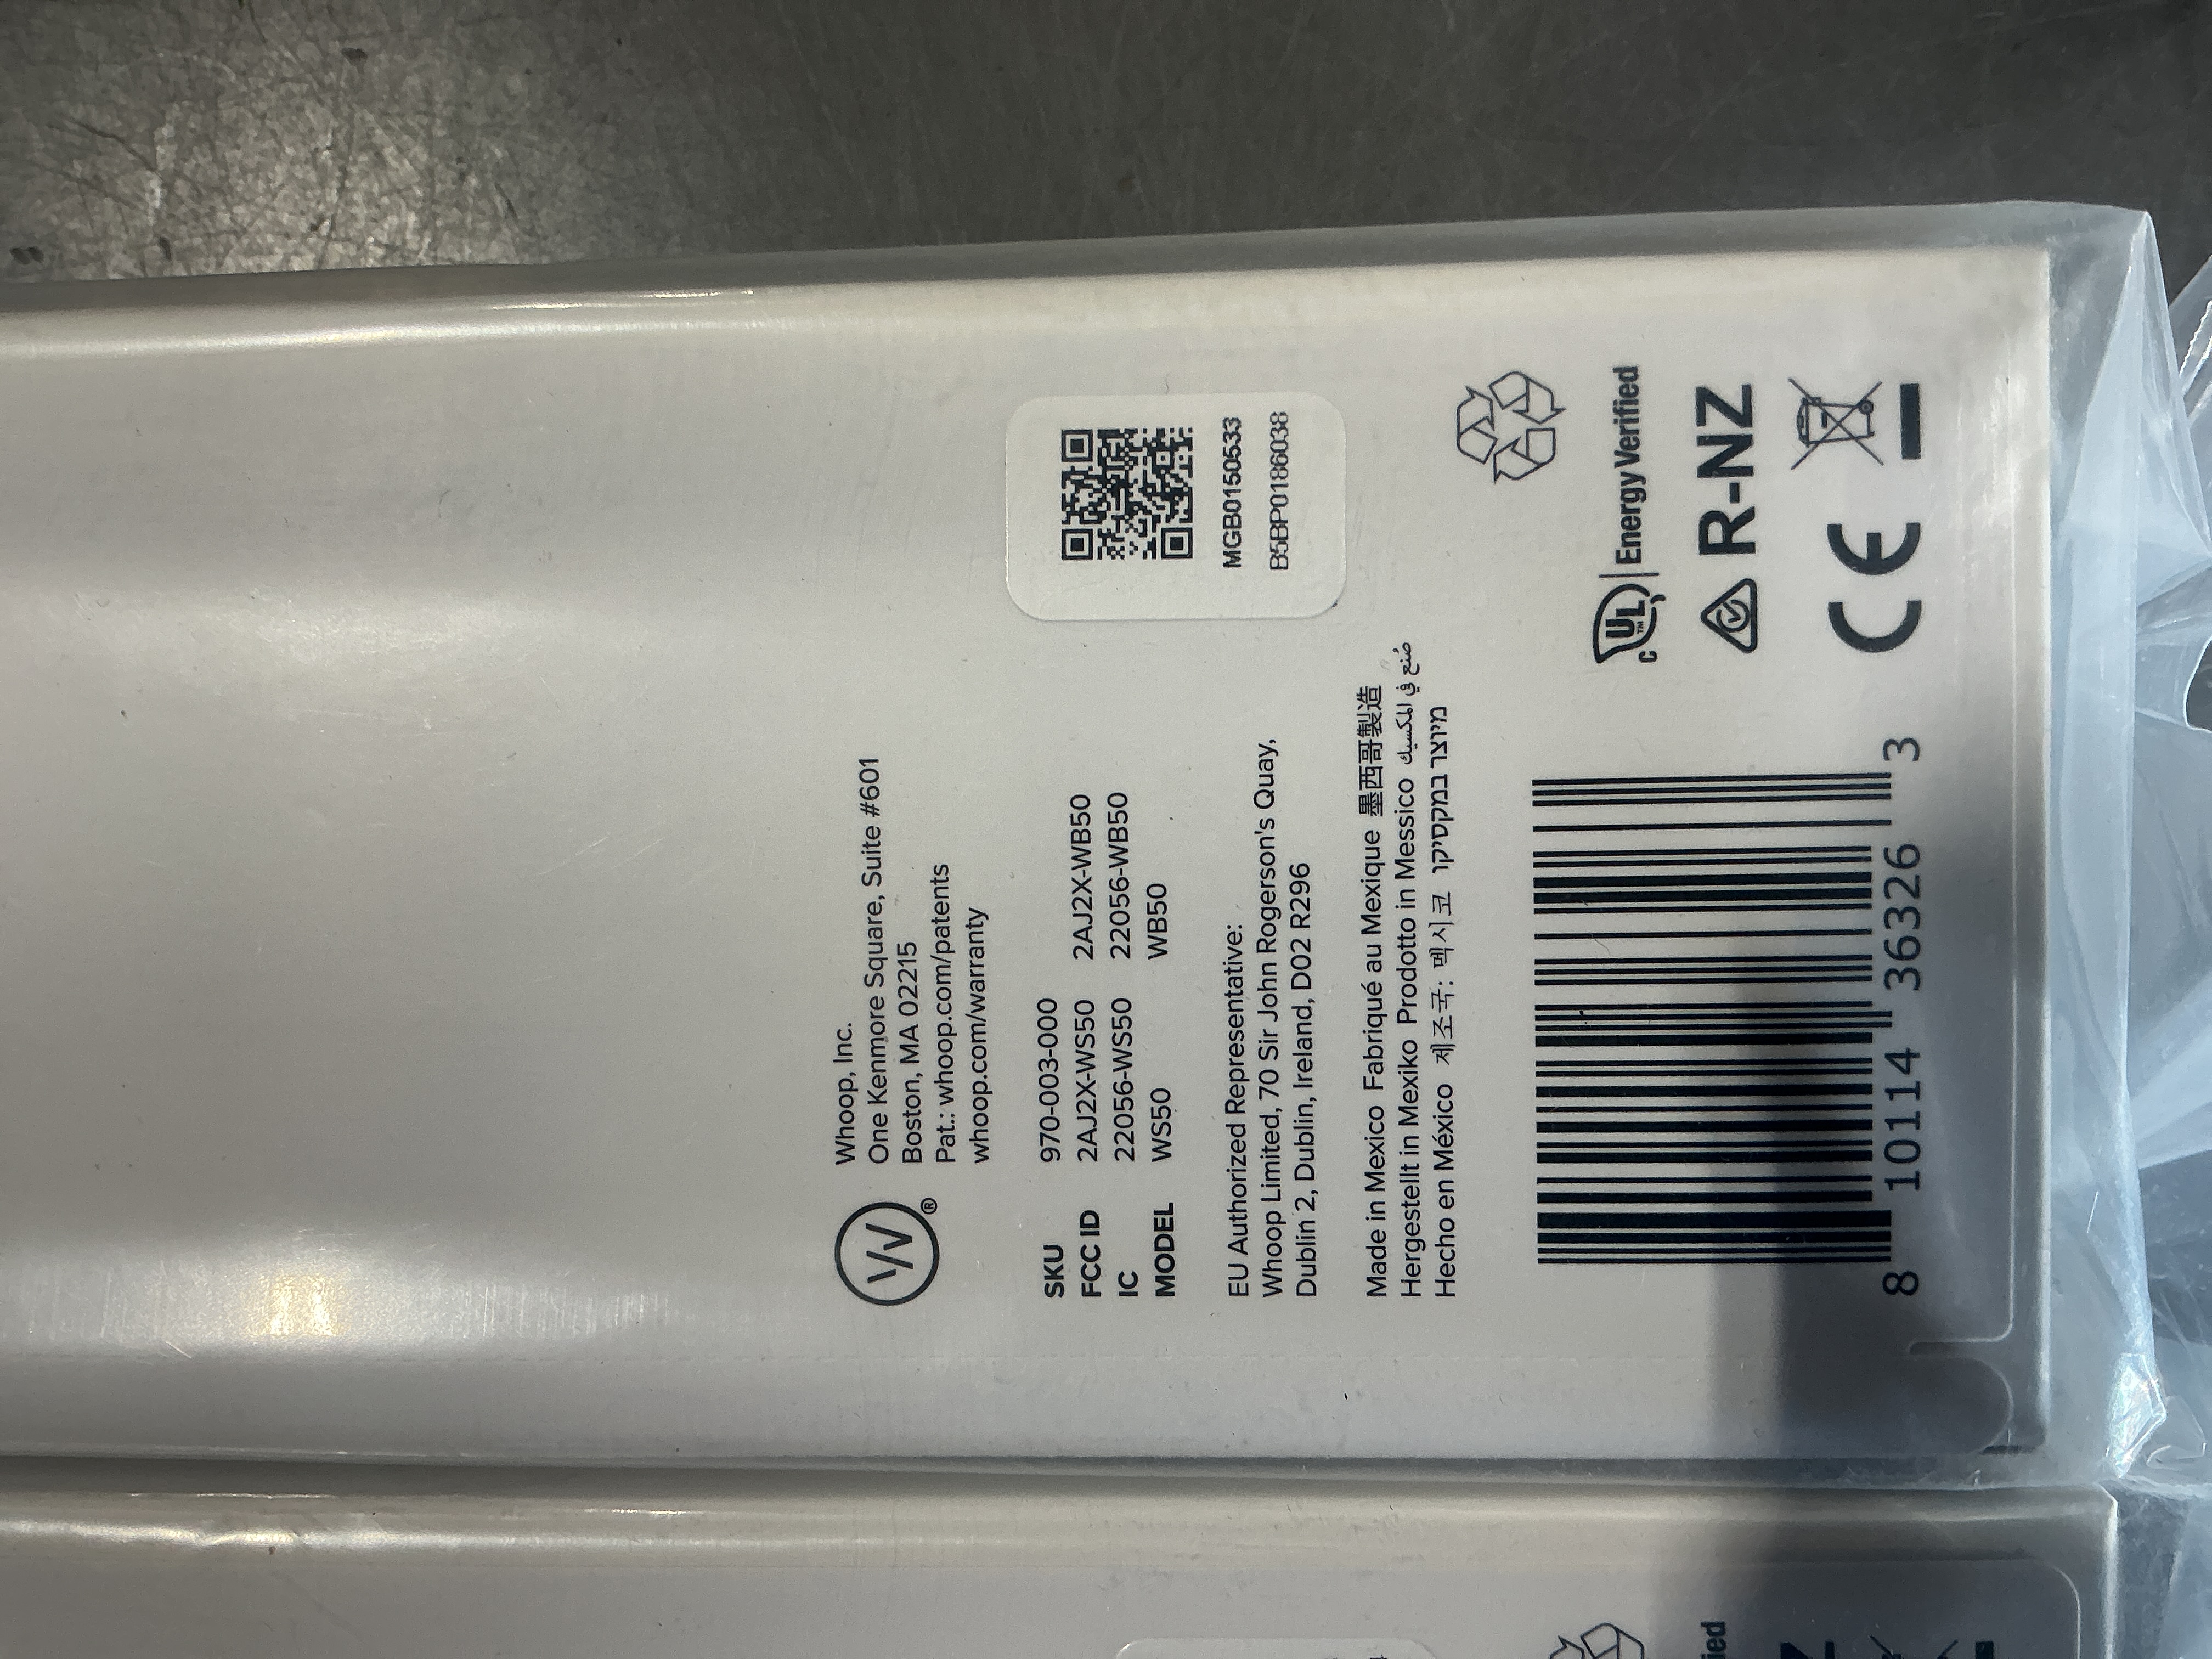 Whoop, Inc.
One Kenmore Square, Suite #601
Boston, MA 02215
Pat.: whoop.com/patents
whoop.com/warranty
W®
SKU 970-003-000
FCC ID 2AJ2X-WS50 2AJ2X-WB50
IC 22056-WS50 22056-WB50
MODEL WS50 WB50
MGB0150533
B5BP0186038
EU Authorized Representative:
Whoop Limited, 70 Sir John Rogerson's Quay,
Dublin 2, Dublin, Ireland, D02 R296
Made in Mexico Fabriqué au Mexique 墨西哥製造
Hergestellt in Mexiko Prodotto in Messico صُنع في المكسيك
Hecho en México 제조국: 멕시코 מיוצר במקסיקו
c UL™ Energy Verified
R-NZ
CE
8 10114 36326 3
ied
Z